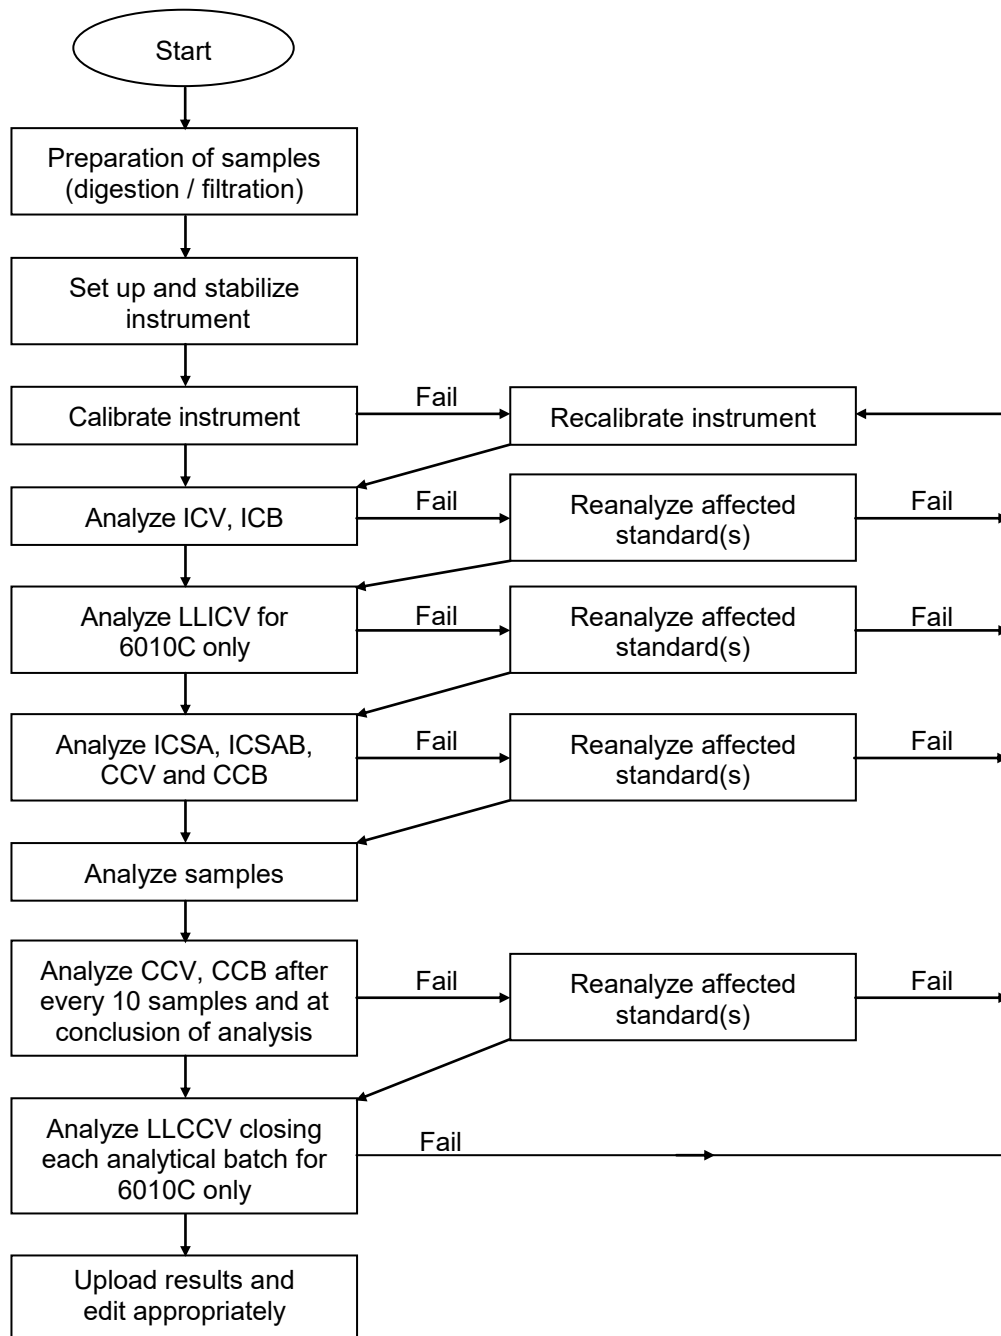 Start
Preparation of samples
(digestion / filtration)
Set up and stabilize
instrument
Calibrate instrument
Fail
Recalibrate instrument
Analyze ICV, ICB
Fail
Reanalyze affected
standard(s)
Fail
Analyze LLICV for
6010C only
Fail
Reanalyze affected
standard(s)
Fail
Analyze ICSA, ICSAB,
CCV and CCB
Fail
Reanalyze affected
standard(s)
Fail
Analyze samples
Analyze CCV, CCB after
every 10 samples and at
conclusion of analysis
Fail
Reanalyze affected
standard(s)
Fail
Analyze LLCCV closing
each analytical batch for
6010C only
Fail
Upload results and
edit appropriately